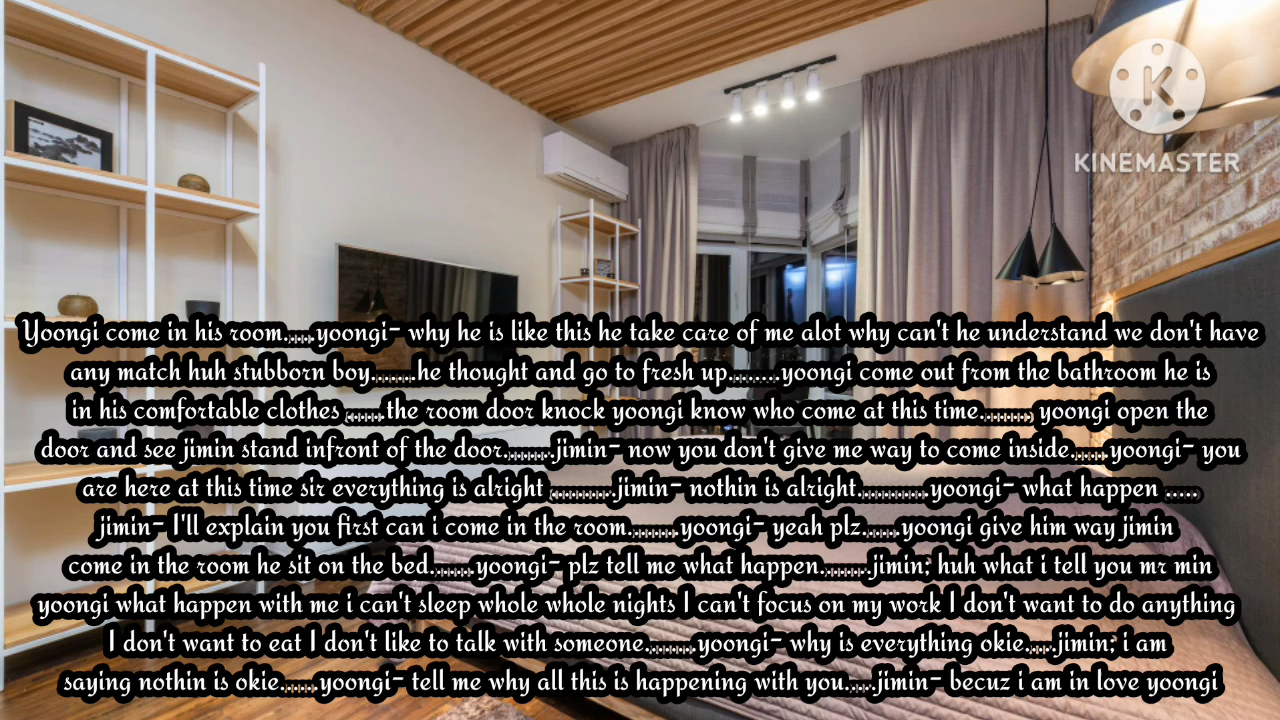 KINEMASTER
Yoongi come in his room.,,,,,.yoongi- why he is like this he take care of me alot why can't he understand we don't have
any match huh stubborn boy.,,,,,,,.he thought and go to fresh up.,,,,,,,,.yoongi come out from the bathroom he is
in his comfortable clothes ,,,,,,,.the room door knock yoongi know who come at this time.,,,,,,,,,, yoongi open the
door and see jimin stand infront of the door.,,,,,,,,.jimin- now you don't give me way to come inside.,,,,,,.yoongi- you
are here at this time sir everything is alright ,,,,,,,,,,,.jimin- nothin is alright.,,,,,,,,,,,,.yoongi- what happen .....
jimin- I'll explain you first can i come in the room.,,,,,,,,.yoongi- yeah plz.,,,,,.yoongi give him way jimin
come in the room he sit on the bed.,,,,,,,.yoongi- plz tell me what happen.,,,,,,,,.jimin; huh what i tell you mr min
yoongi what happen with me i can't sleep whole whole nights I can't focus on my work I don't want to do anything
I don't want to eat I don't like to talk with someone.,,,,,,,,.yoongi- why is everything okie.,,,,.jimin; i am
saying nothin is okie.,,,,,,.yoongi- tell me why all this is happening with you.,,,,.jimin- becuz i am in love yoongi